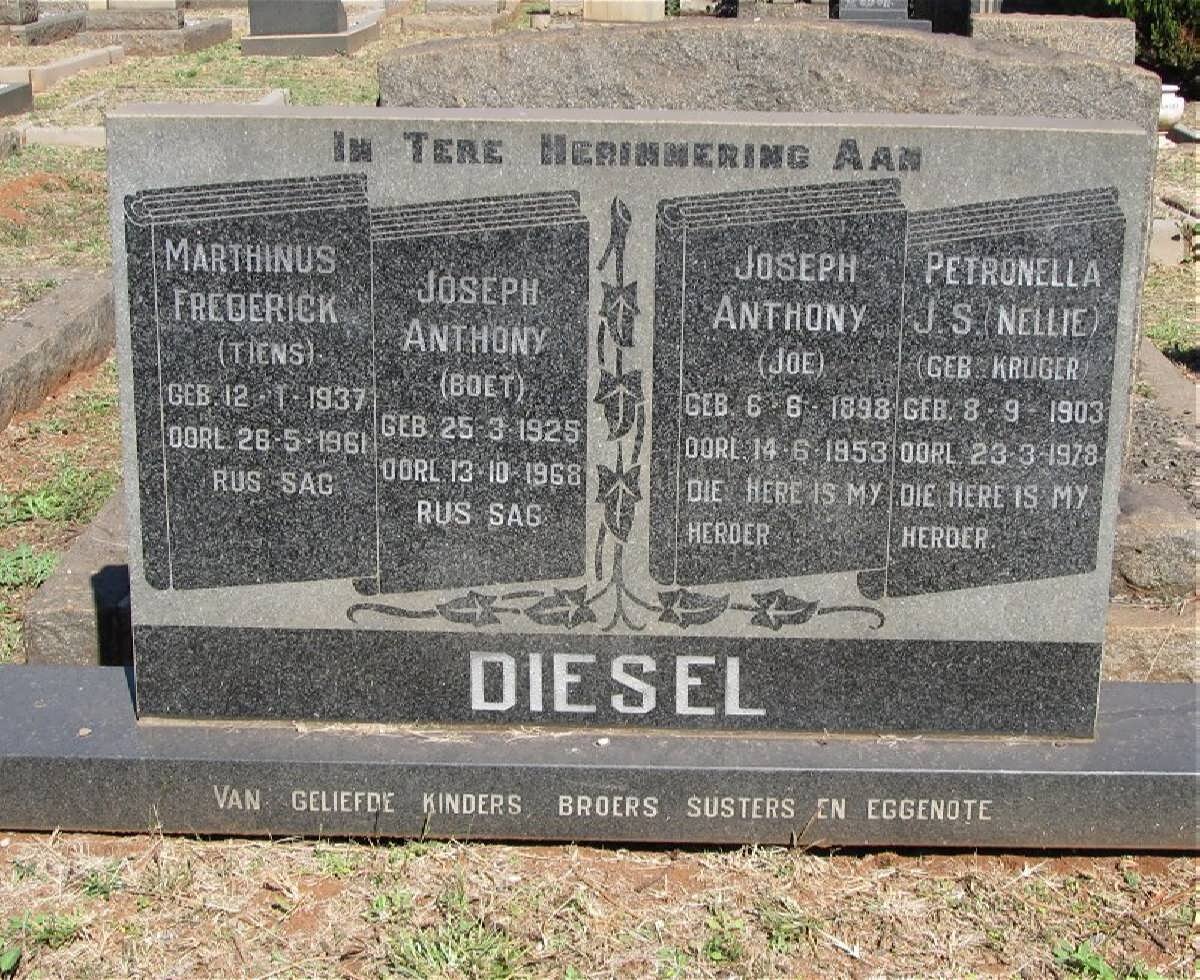 IN TERE HERINNERING AAN
MARTHINUS
FREDERICK
(TIENS)
GEB. 12-1-1937
OORL. 26-5-1961
RUS SAG
JOSEPH
ANTHONY
(BOET)
GEB. 25-3-1925
OORL. 13-10-1968
RUS SAG
JOSEPH
ANTHONY
(JOE)
GEB. 6-6-1898
OORL. 14-6-1953
DIE HERE IS MY
HERDER
PETRONELLA
J.S. (NELLIE)
(GEB. KRUGER)
GEB. 8-9-1903
OORL. 23-3-1978
DIE HERE IS MY
HERDER.
DIESEL
VAN GELIEFDE KINDERS BROERS SUSTERS EN EGGENOTE